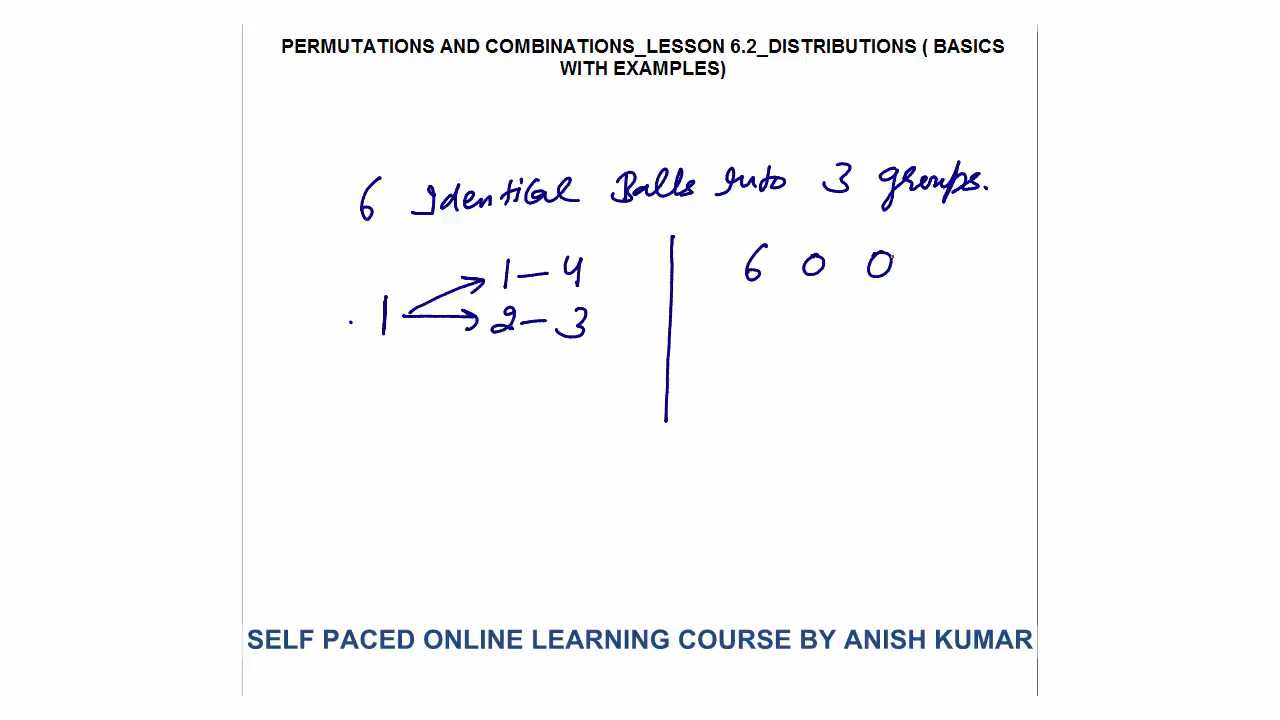 PERMUTATIONS AND COMBINATIONS_LESSON 6.2_DISTRIBUTIONS ( BASICS
WITH EXAMPLES)
6 Identical Balls into 3 groups.
1 – 4
1
2 – 3
6 0 0
SELF PACED ONLINE LEARNING COURSE BY ANISH KUMAR